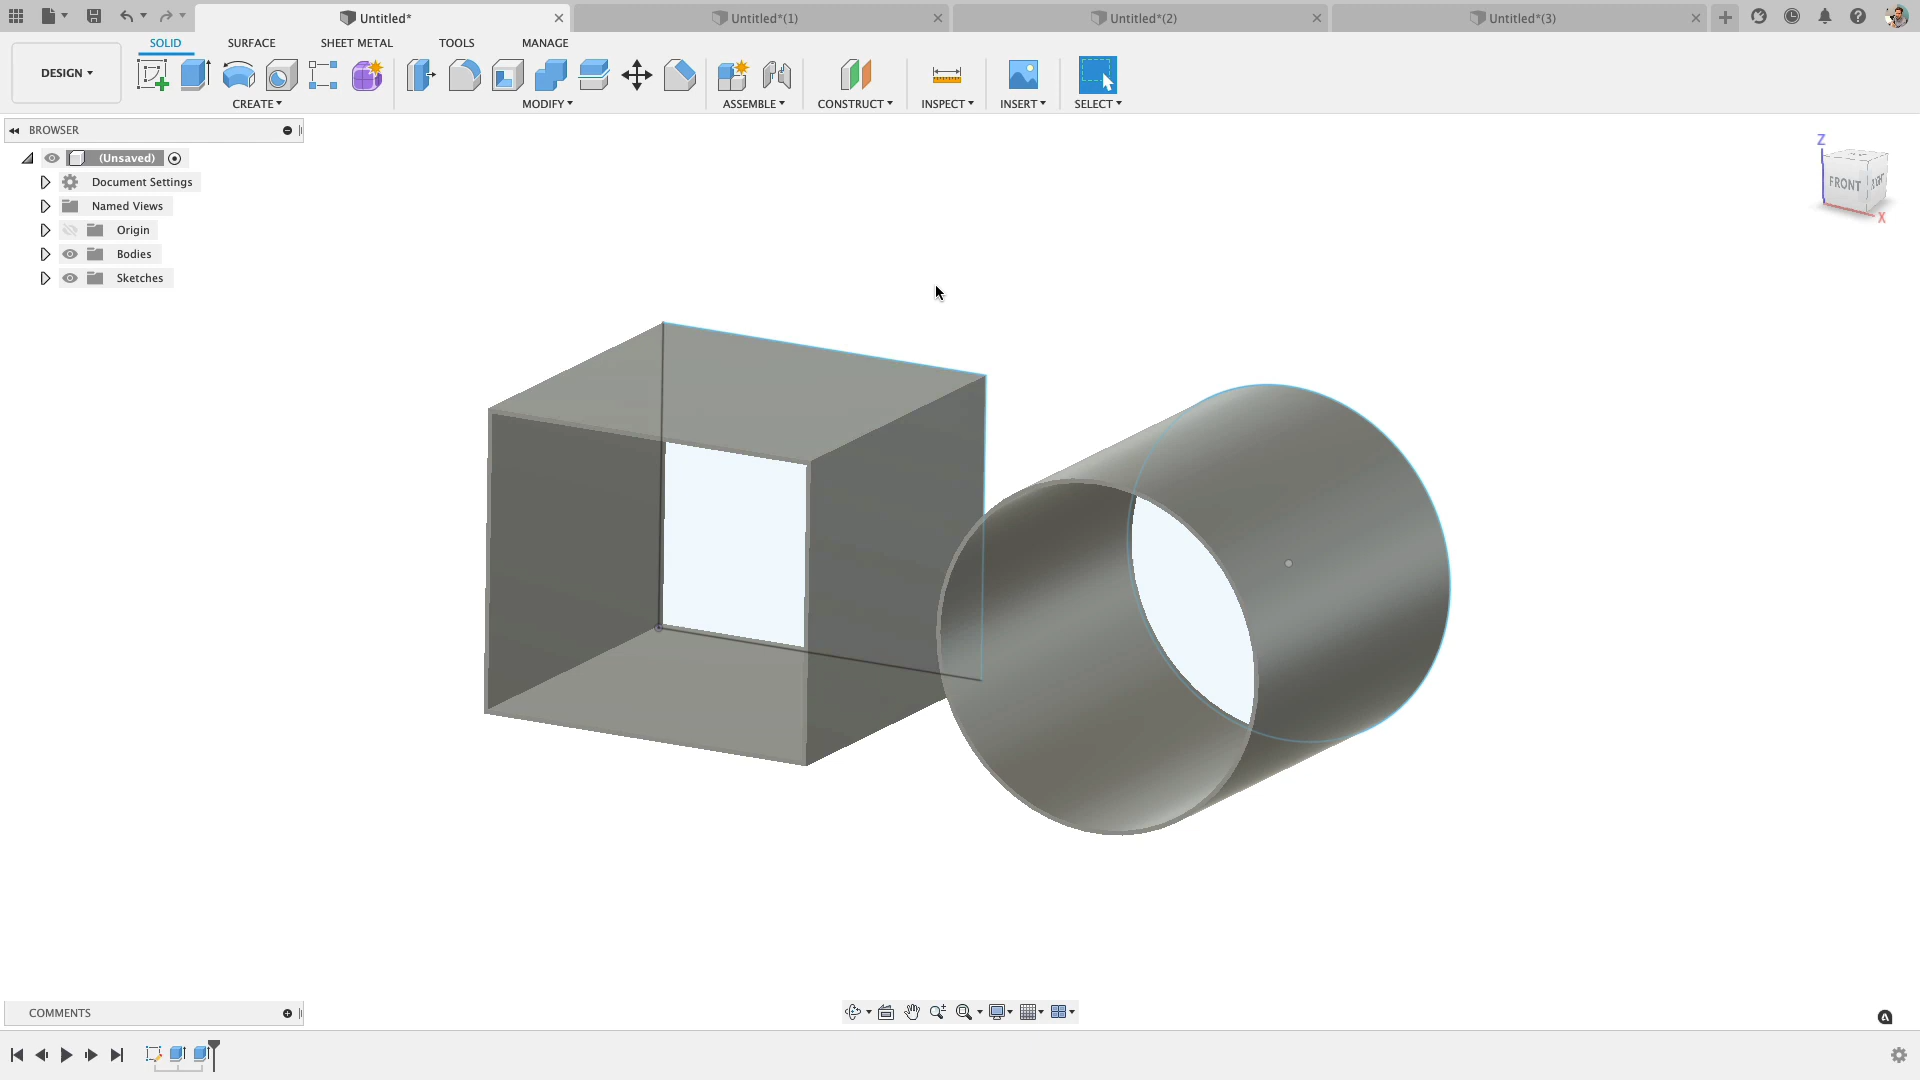 Untitled*
Untitled*(1)
Untitled*(2)
Untitled*(3)
DESIGN
SOLID
SURFACE
SHEET METAL
TOOLS
MANAGE
CREATE
MODIFY
ASSEMBLE
CONSTRUCT
INSPECT
INSERT
SELECT
BROWSER
(Unsaved)
Document Settings
Named Views
Origin
Bodies
Sketches
Z
FRONT
RIGHT
X
COMMENTS